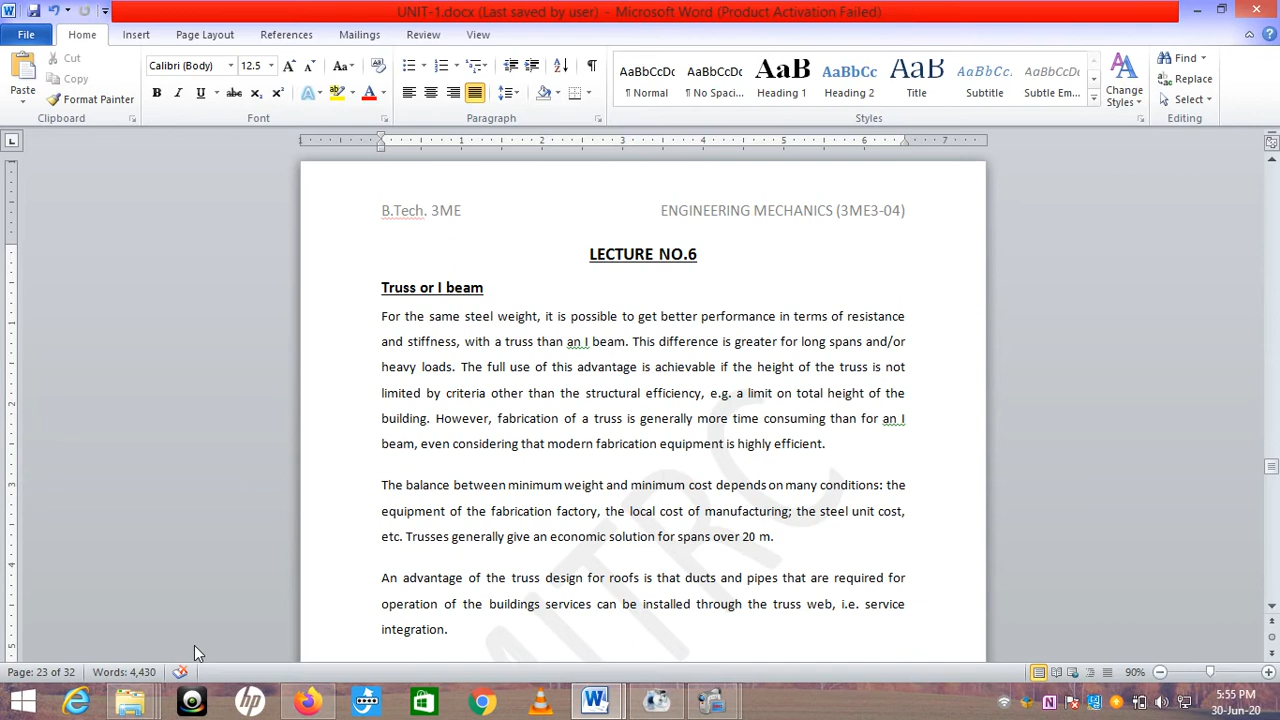 UNIT-1.docx (Last saved by user) - Microsoft Word (Product Activation Failed)
File Home Insert Page Layout References Mailings Review View
Paste
Cut
Copy
Format Painter
Clipboard
Calibri (Body) 12.5
Font
Paragraph
AaBbCcDc AaBbCcDc AaB AaBbCc AaB AaBbCc AaBbCcDc
¶ Normal ¶ No Spaci... Heading 1 Heading 2 Title Subtitle Subtle Em...
Styles
Change Styles
Find
Replace
Select
Editing
1 2 3 4 5 6 7
B.Tech. 3ME ENGINEERING MECHANICS (3ME3-04)
LECTURE NO.6
Truss or I beam
For the same steel weight, it is possible to get better performance in terms of resistance
and stiffness, with a truss than an I beam. This difference is greater for long spans and/or
heavy loads. The full use of this advantage is achievable if the height of the truss is not
limited by criteria other than the structural efficiency, e.g. a limit on total height of the
building. However, fabrication of a truss is generally more time consuming than for an I
beam, even considering that modern fabrication equipment is highly efficient.
The balance between minimum weight and minimum cost depends on many conditions: the
equipment of the fabrication factory, the local cost of manufacturing; the steel unit cost,
etc. Trusses generally give an economic solution for spans over 20 m.
An advantage of the truss design for roofs is that ducts and pipes that are required for
operation of the buildings services can be installed through the truss web, i.e. service
integration.
MITRC
Page: 23 of 32 Words: 4,430 90%
5:55 PM
30-Jun-20